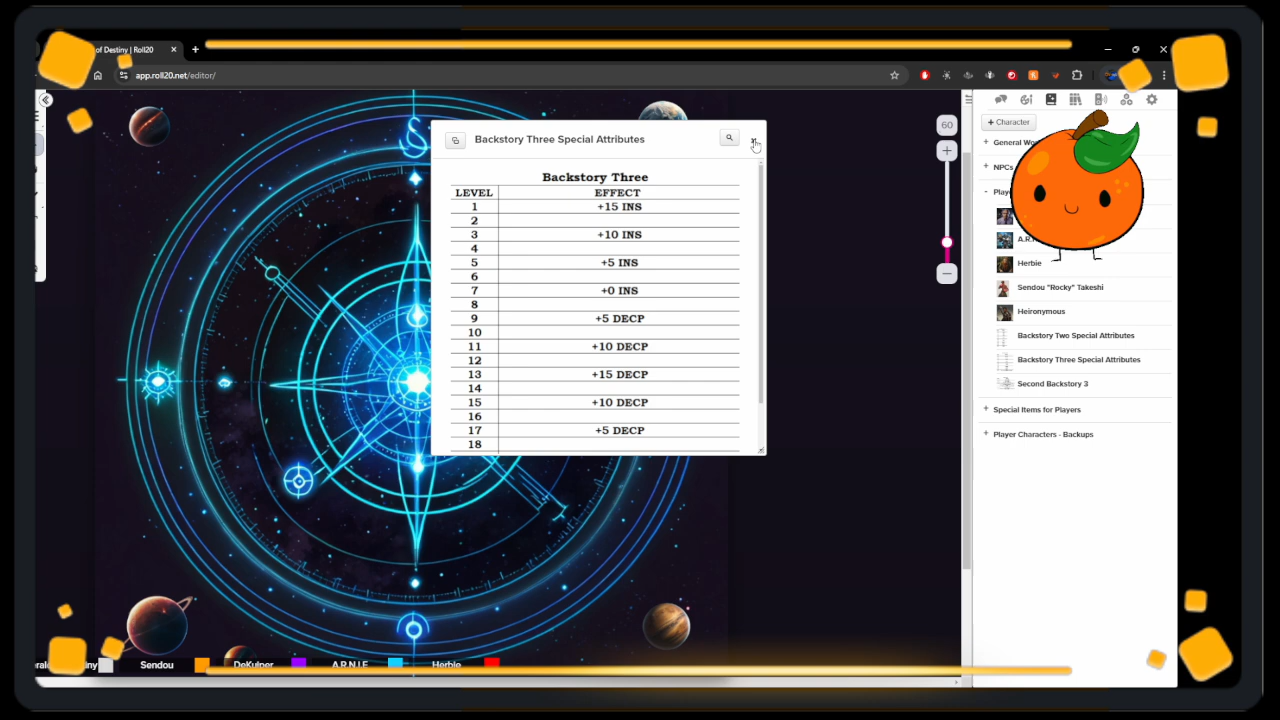 of Destiny | Roll20
app.roll20.net/editor/
60
Backstory Three Special Attributes
Backstory Three
LEVEL EFFECT
1 +15 INS
2
3 +10 INS
4
5 +5 INS
6
7 +0 INS
8
9 +5 DECP
10
11 +10 DECP
12
13 +15 DECP
14
15 +10 DECP
16
17 +5 DECP
18
+ Character
+ General
+ NPCs
Herbie
Sendou "Rocky" Takeshi
Heironymous
Backstory Two Special Attributes
Backstory Three Special Attributes
Second Backstory 3
+ Special Items for Players
+ Player Characters - Backups
Sendou DeKulper A.R.N.I.E Herbie